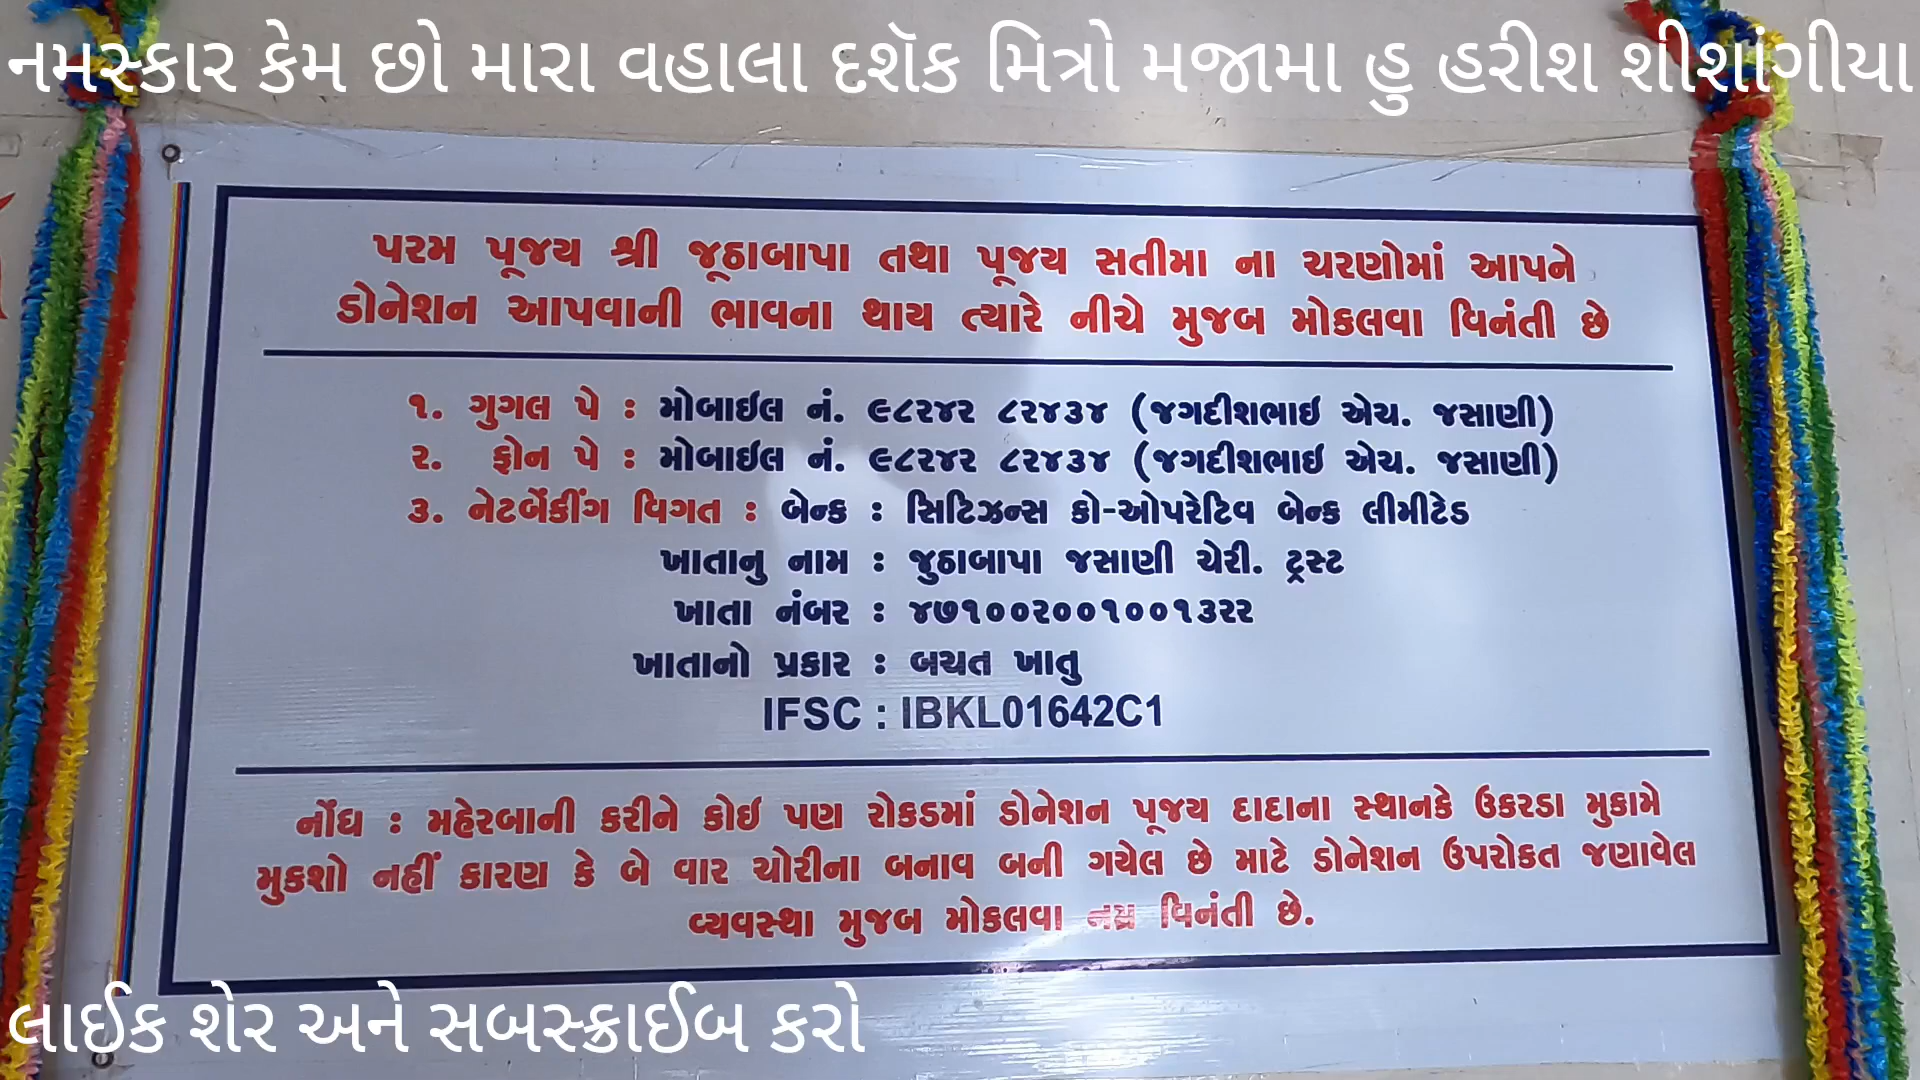 નમસ્કાર કેમ છો મારા વહાલા દર્શૅક મિત્રો મજામા હુ હરીશ શીશાંગીયા
પરમ પૂજ્ય શ્રી જૂઠાબાપા તથા પૂજ્ય સતીમા ના ચરણોમાં આપને
ડોનેશન આપવાની ભાવના થાય ત્યારે નીચે મુજબ મોકલવા વિનંતી છે
૧. ગુગલ પે : મોબાઇલ નં. ૯૮૨૪૨ ૮૨૪૩૪ (જગદીશભાઇ એચ. જસાણી)
૨. ફોન પે : મોબાઇલ નં. ૯૮૨૪૨ ૮૨૪૩૪ (જગદીશભાઇ એચ. જસાણી)
૩. નેટબેંકીંગ વિગત : બેન્ક : સિટિઝન્સ કો-ઓપરેટિવ બેન્ક લીમીટેડ
ખાતાનુ નામ : જુઠાબાપા જસાણી ચેરી. ટ્રસ્ટ
ખાતા નંબર : ૪૭૧૦૦૨૦૦૧૦૦૧૩૨૨
ખાતાનો પ્રકાર : બચત ખાતુ
IFSC : IBKL01642C1
નોંધ : મહેરબાની કરીને કોઇ પણ રોકડમાં ડોનેશન પૂજ્ય દાદાના સ્થાનકે ઉકરડા મુકામે
મુકશો નહીં કારણ કે બે વાર ચોરીના બનાવ બની ગયેલ છે માટે ડોનેશન ઉપરોકત જણાવેલ
વ્યવસ્થા મુજબ મોકલવા નમ્ર વિનંતી છે.
લાઈક શેર અને સબસ્ક્રાઈબ કરો